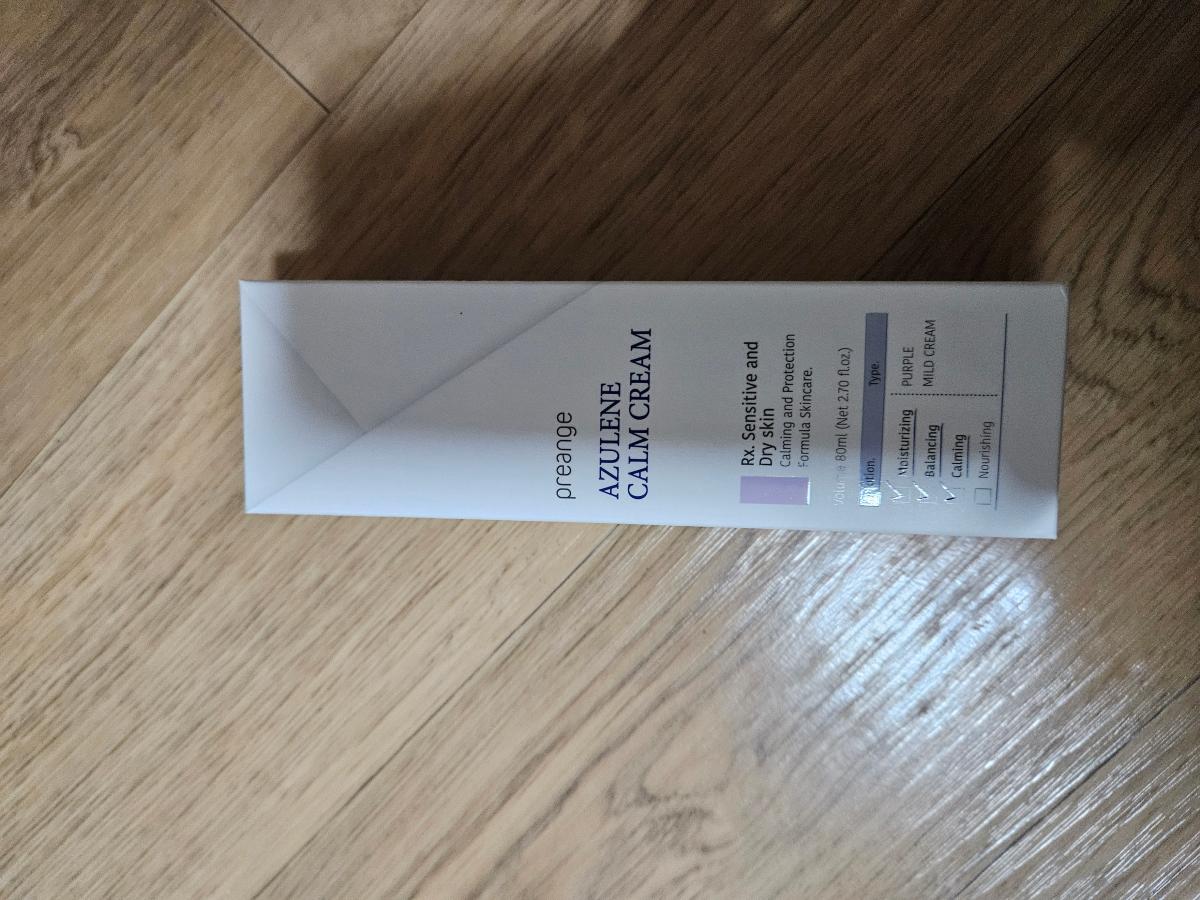 preange
AZULENE
CALM CREAM
Rx. Sensitive and
Dry skin
Calming and Protection
Formula Skincare.
Volume 80ml (Net 2.70 fl.oz.)
Type.
Moisturizing
Balancing
Calming
Nourishing
PURPLE
MILD CREAM